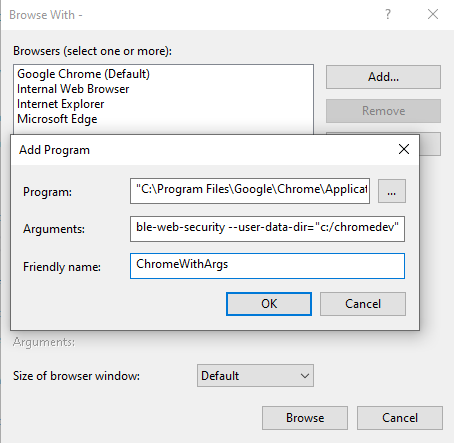 Browse With -
?
Browsers (select one or more):
Google Chrome (Default)
Internal Web Browser
Internet Explorer
Microsoft Edge
Add...
Remove
Add Program
Program:
"C:\Program Files\Google\Chrome\Applicat
...
Arguments:
ble-web-security --user-data-dir="c:/chromedev"
Friendly name:
ChromeWithArgs
OK
Cancel
Arguments:
Size of browser window:
Default
Browse
Cancel